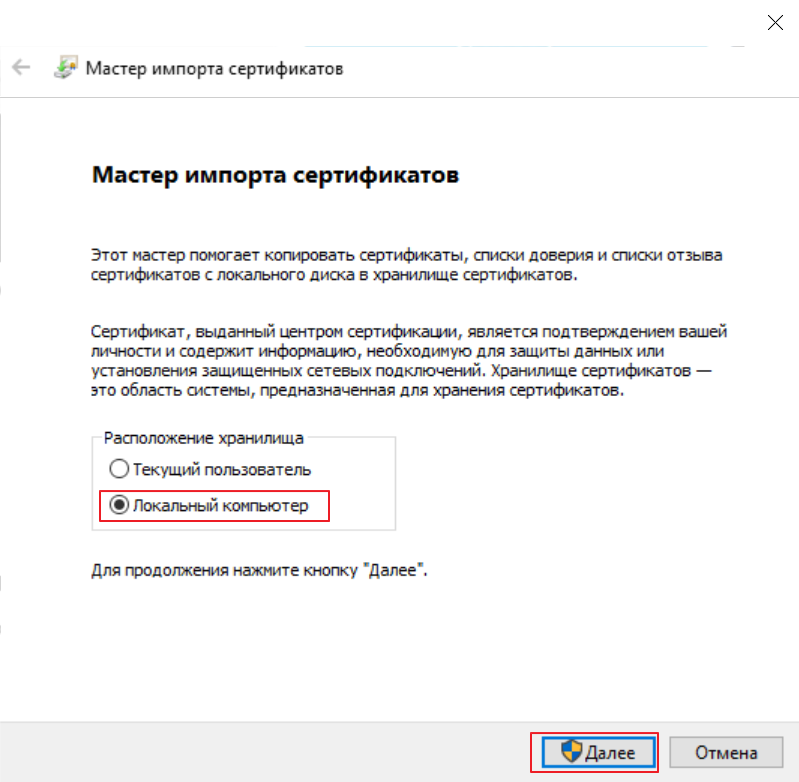 Мастер импорта сертификатов
Мастер импорта сертификатов
Этот мастер помогает копировать сертификаты, списки доверия и списки отзыва
сертификатов с локального диска в хранилище сертификатов.
Сертификат, выданный центром сертификации, является подтверждением вашей
личности и содержит информацию, необходимую для защиты данных или
установления защищенных сетевых подключений. Хранилище сертификатов —
это область системы, предназначенная для хранения сертификатов.
Расположение хранилища
Текущий пользователь
Локальный компьютер
Для продолжения нажмите кнопку "Далее".
Далее
Отмена